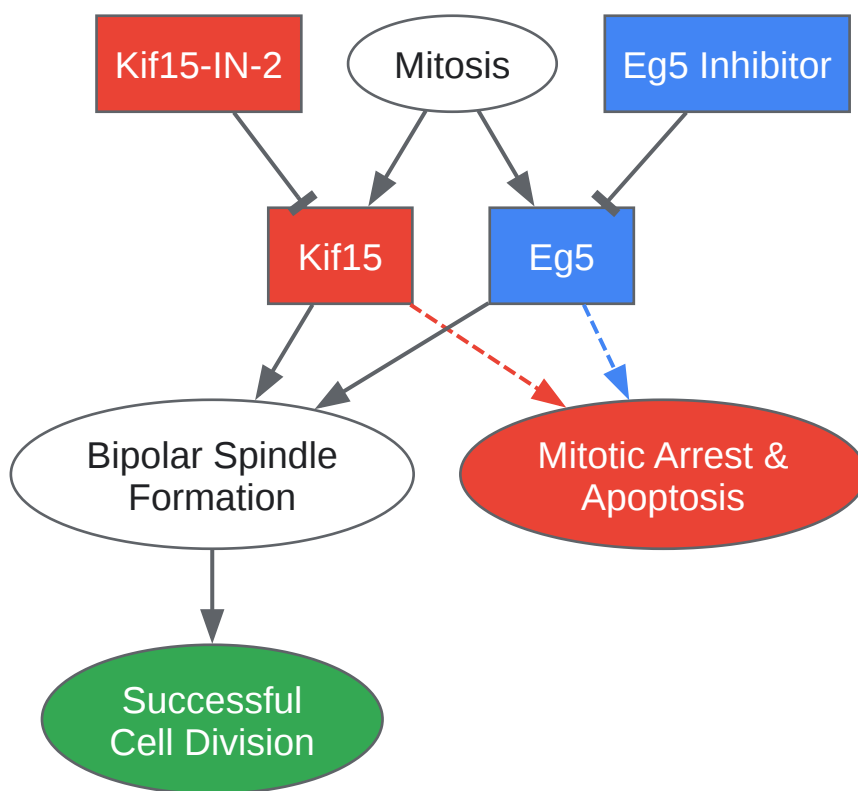 Kif15-IN-2
Mitosis
Eg5 Inhibitor
Kif15
Eg5
Bipolar Spindle
Formation
Mitotic Arrest &
Apoptosis
Successful
Cell Division